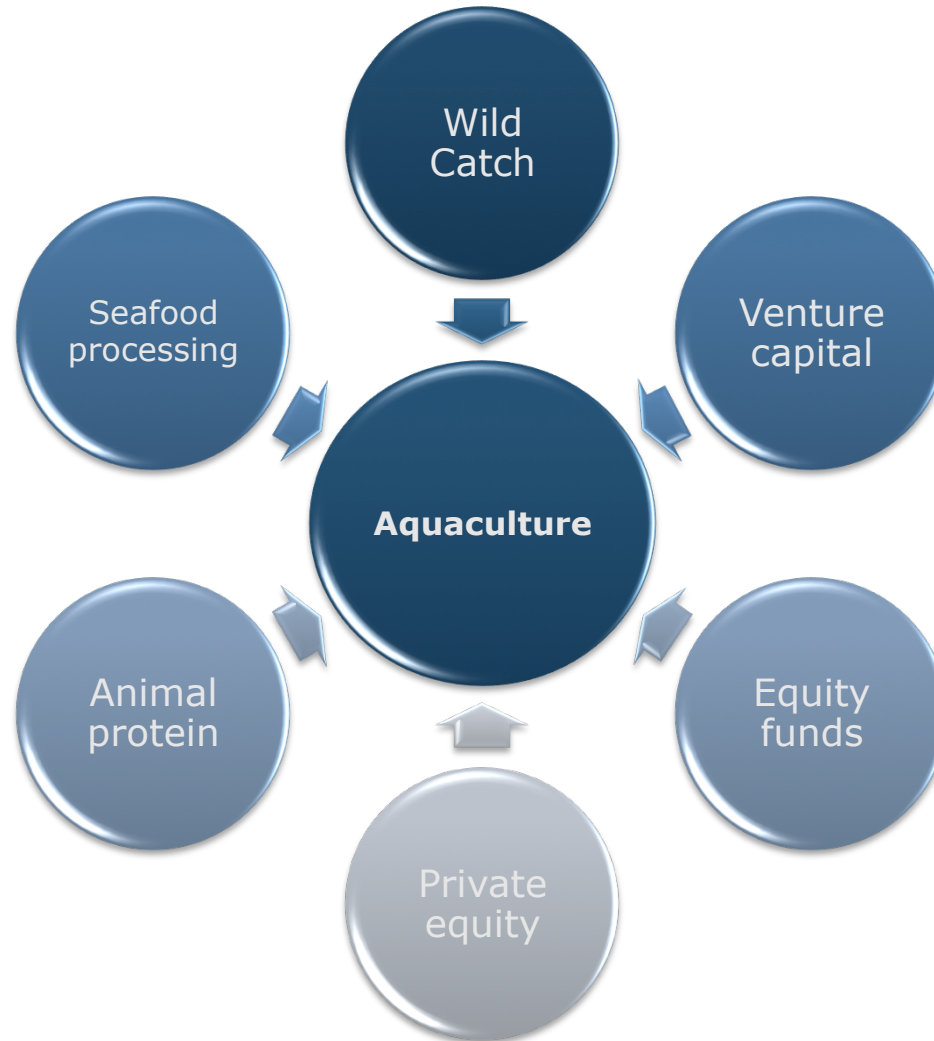 Wild
Catch
Venture
capital
Equity
funds
Private
equity
Animal
protein
Seafood
processing
Aquaculture